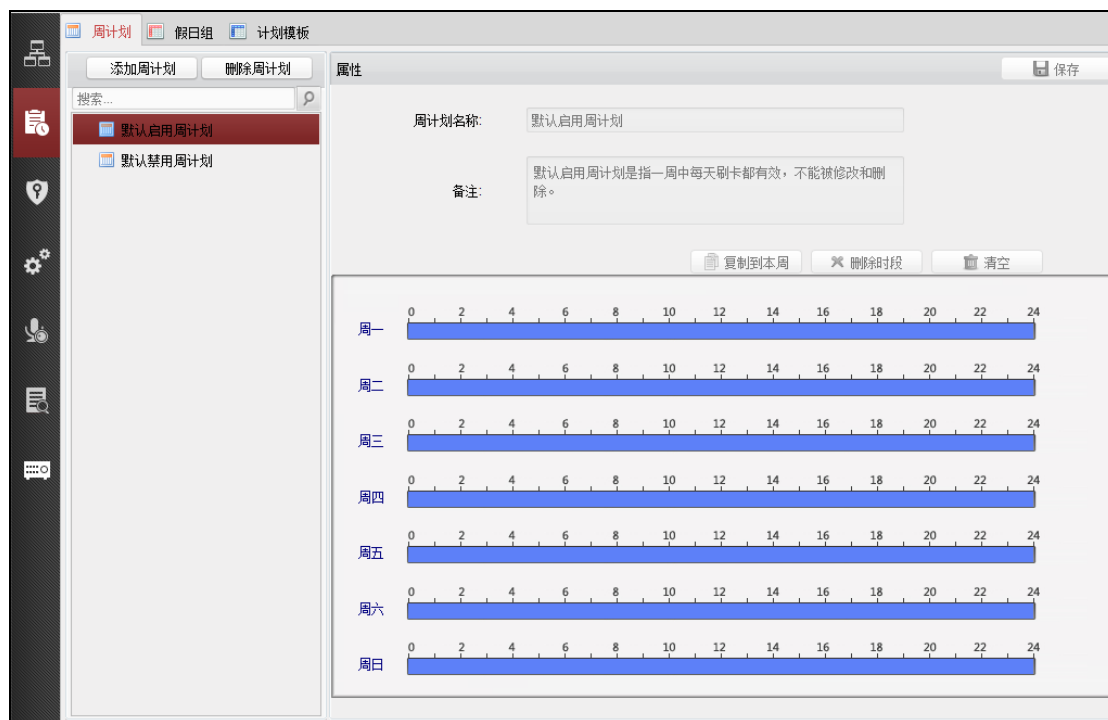 周计划 假日组 计划模板
添加周计划 删除周计划 属性 保存
搜索...
默认启用周计划
默认禁用周计划
周计划名称: 默认启用周计划
备注: 默认启用周计划是指一周中每天刷卡都有效，不能被修改和删
除。
复制到本周 删除时段 清空
0 2 4 6 8 10 12 14 16 18 20 22 24
周一
0 2 4 6 8 10 12 14 16 18 20 22 24
周二
0 2 4 6 8 10 12 14 16 18 20 22 24
周三
0 2 4 6 8 10 12 14 16 18 20 22 24
周四
0 2 4 6 8 10 12 14 16 18 20 22 24
周五
0 2 4 6 8 10 12 14 16 18 20 22 24
周六
0 2 4 6 8 10 12 14 16 18 20 22 24
周日